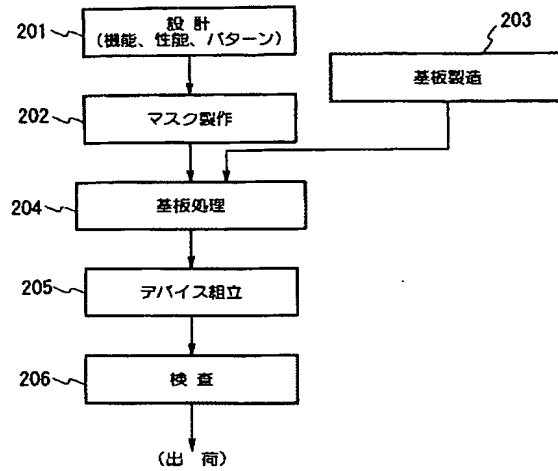 201
設 計
(機能、性能、パターン)
203
基板製造
202
マスク製作
204
基板処理
205
デバイス組立
206
検 査
(出 荷)